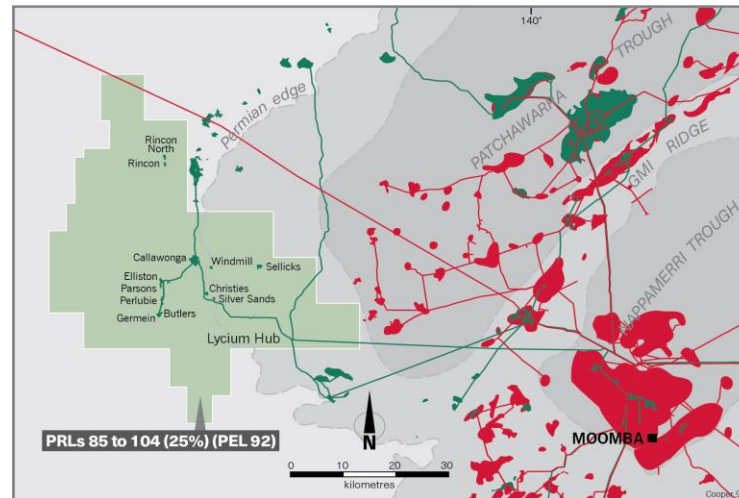 140°
TROUGH
PATCHAWARRA
GMI RIDGE
Permian edge
Rincon
North
Rincon
NAPPAMERRI TROUGH
Callawonga
Windmill
Sellicks
Elliston
Parsons
Perlubie
Christies
Silver Sands
Germein
Butlers
Lycium Hub
PRLs 85 to 104 (25%) (PEL 92)
N
MOOMBA
0 10 20 30
kilometres
Cooper